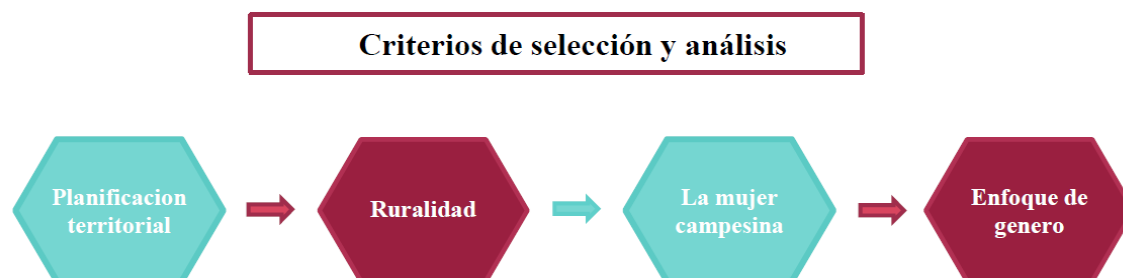 Criterios de selección y análisis
Planificacion
territorial
Ruralidad
La mujer
campesina
Enfoque de
genero